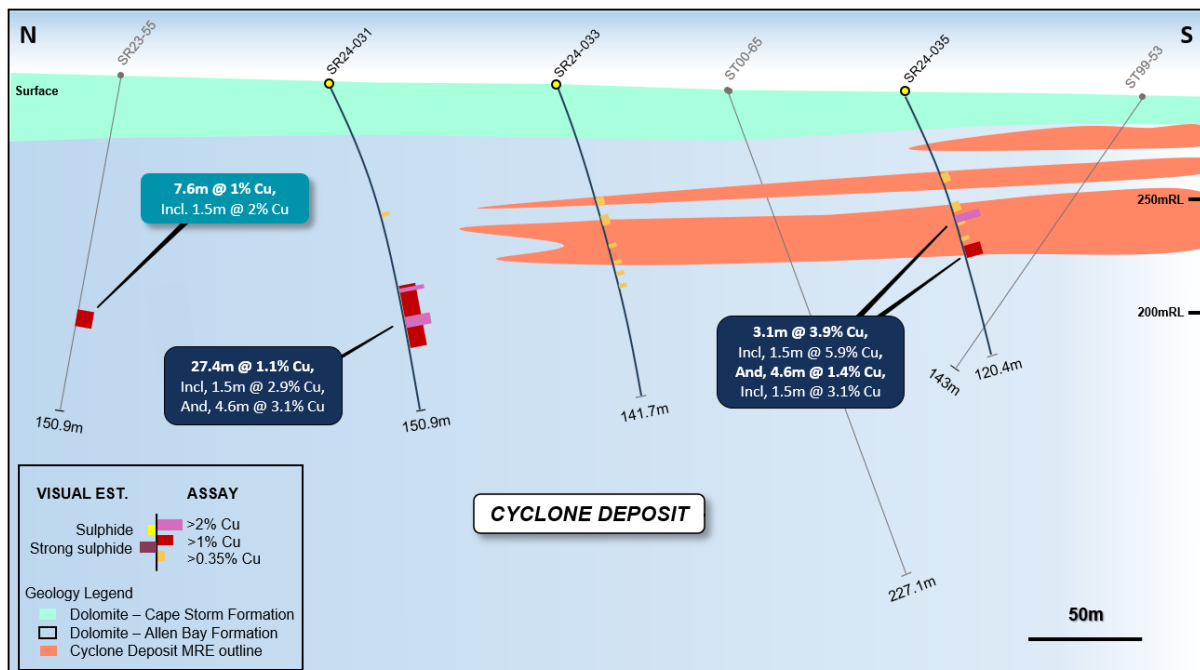 N
S
SR23-55
SR24-031
SR24-033
ST00-65
SR24-035
ST99-53
Surface
7.6m @ 1% Cu,
Incl. 1.5m @ 2% Cu
250mRL
200mRL
27.4m @ 1.1% Cu,
Incl, 1.5m @ 2.9% Cu,
And, 4.6m @ 3.1% Cu
3.1m @ 3.9% Cu,
Incl, 1.5m @ 5.9% Cu,
And, 4.6m @ 1.4% Cu,
Incl, 1.5m @ 3.1% Cu
150.9m
150.9m
141.7m
143m
120.4m
227.1m
CYCLONE DEPOSIT
VISUAL EST. ASSAY
Sulphide >2% Cu
Strong sulphide >1% Cu
>0.35% Cu
Geology Legend
Dolomite – Cape Storm Formation
Dolomite – Allen Bay Formation
Cyclone Deposit MRE outline
50m